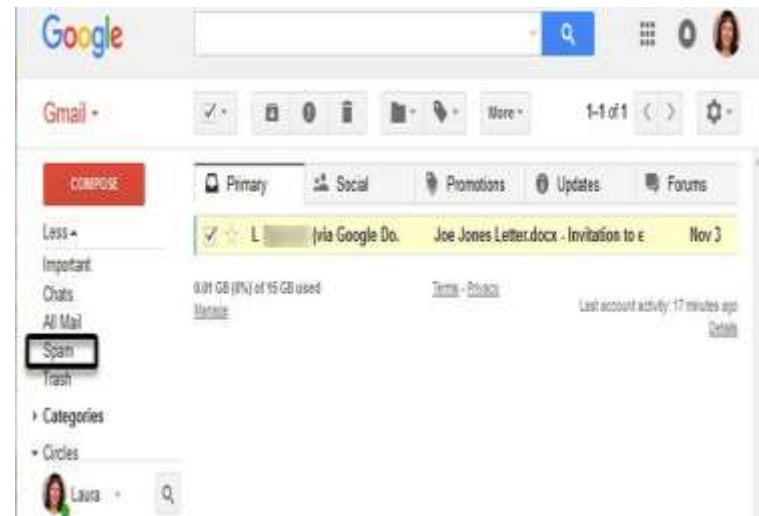 Google
Gmail
More
1-1 of 1
COMPOSE
Primary
Social
Promotions
Updates
Forums
Less
L (via Google Do. Joe Jones Letter.docx - Invitation to e Nov 3
Important
Chats
All Mail
Spam
Trash
Categories
Circles
Laura
0.01 GB (0%) of 15 GB used
Manage
Terms - Privacy
Last account activity: 17 minutes ago
Details